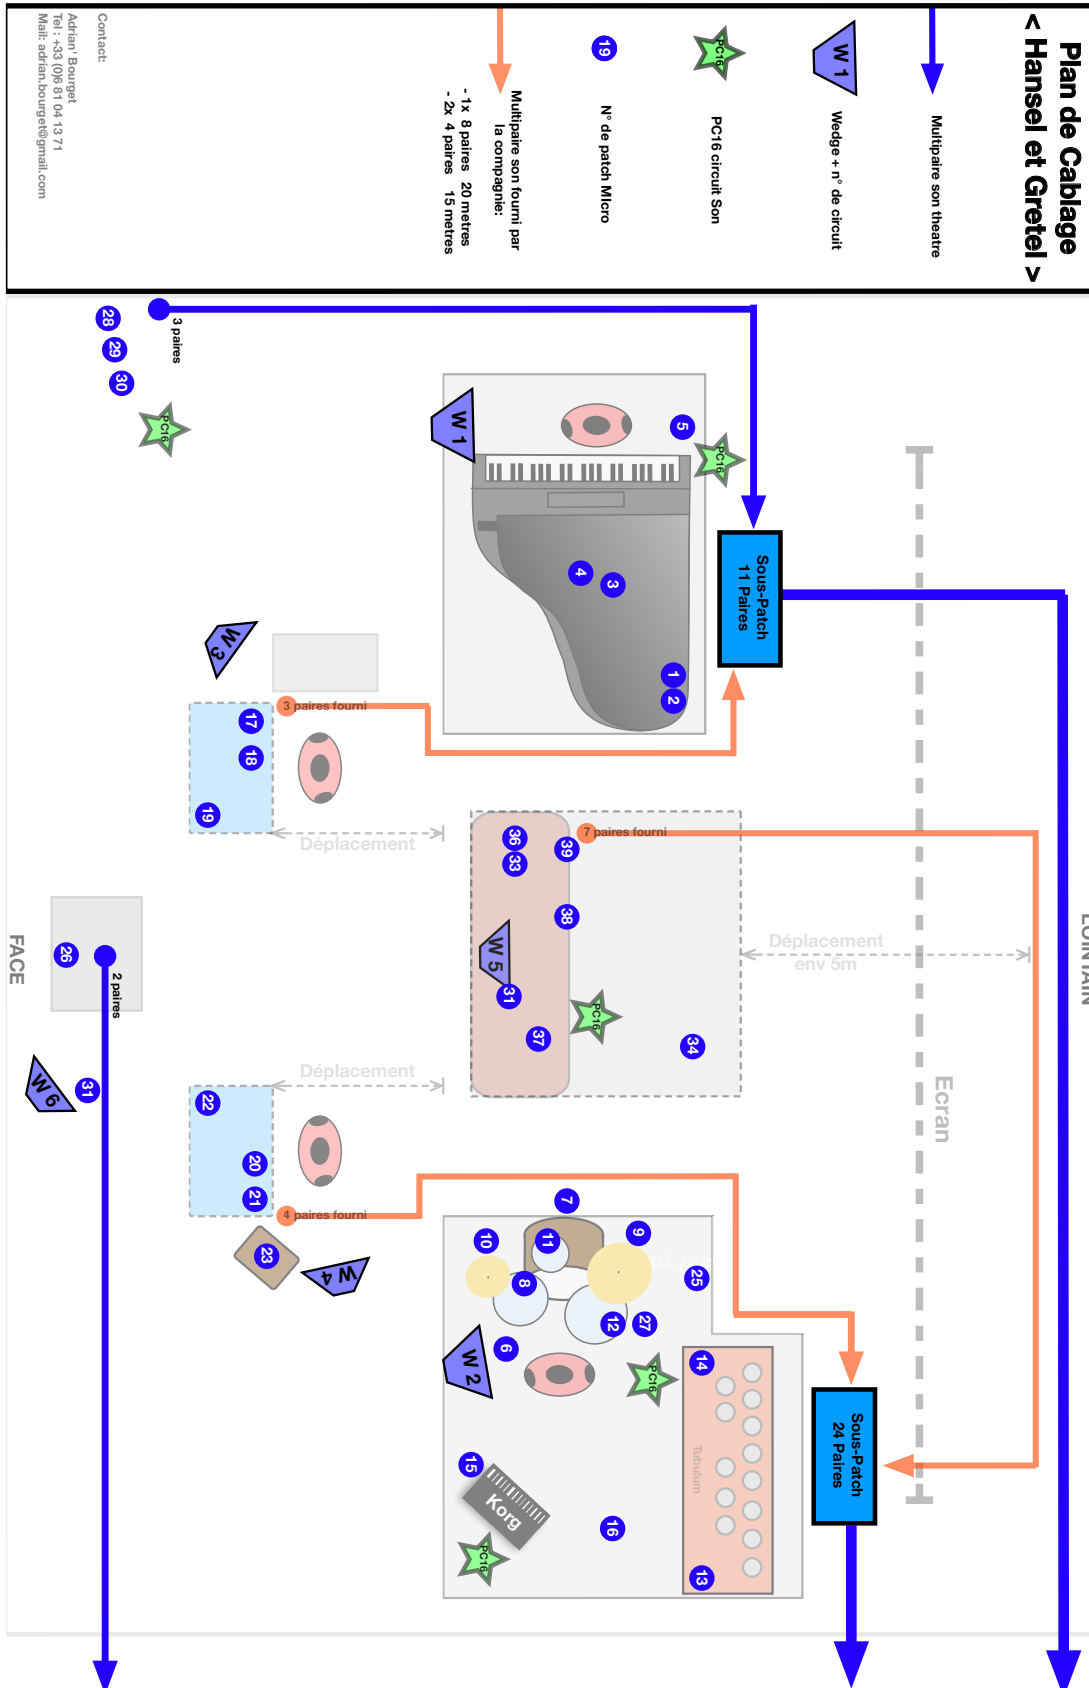 Plan de Cablage
< Hansel et Gretel >
Multipaire son theatre
W 1
Wedge + n° de circuit
PC16
PC16 circuit Son
19
N° de patch MIcro
Multipaire son fourni par
la compagnie:
- 1x 8 paires 20 metres
- 2x 4 paires 15 metres
Contact:
Adrian' Bourget
Tel : +33 (0)6 81 04 13 71
Mail: adrian.bourget@gmail.com
LOINTAIN
Ecran
3 paires
28
29
30
PC16
W 1
5
PC16
4
3
1
2
Sous-Patch
11 Paires
W 3
3 paires fourni
17
18
19
Déplacement
36
33
39
7 paires fourni
38
W 5
31
37
PC16
34
Déplacement
env 5m
FACE
26
2 paires
W 6
31
Déplacement
22
20
21
4 paires fourni
23
W 4
7
10
11
9
8
25
12
27
6
W 2
PC16
14
Tubulum
13
15
Korg
16
PC16
Sous-Patch
24 Paires